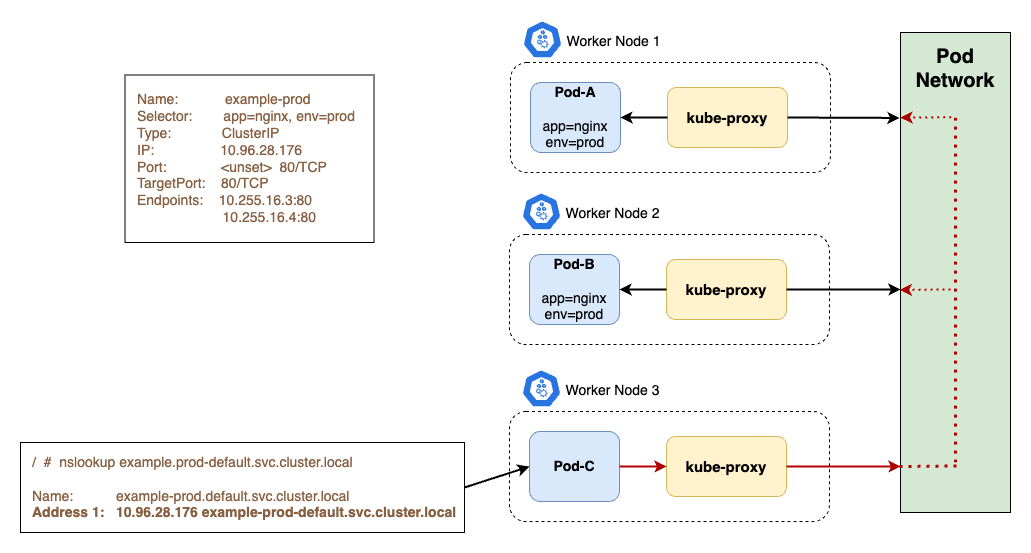 Worker Node 1
Pod
Network
Name: example-prod
Selector: app=nginx, env=prod
Type: ClusterIP
IP: 10.96.28.176
Port: <unset> 80/TCP
TargetPort: 80/TCP
Endpoints: 10.255.16.3:80
10.255.16.4:80
Pod-A
app=nginx
env=prod
kube-proxy
Worker Node 2
Pod-B
app=nginx
env=prod
kube-proxy
Worker Node 3
Pod-C
kube-proxy
/ # nslookup example.prod-default.svc.cluster.local
Name: example-prod.default.svc.cluster.local
Address 1: 10.96.28.176 example-prod-default.svc.cluster.local